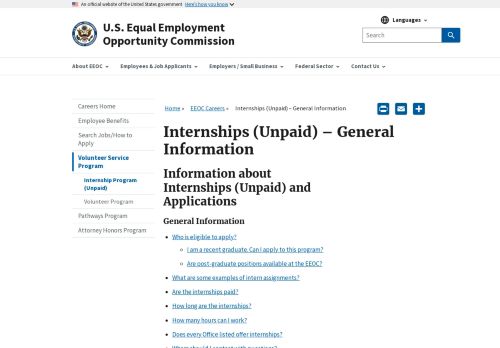 An official website of the United States government Here's how you know
U.S. Equal Employment
Opportunity Commission
Languages
Search
About EEOC
Employees & Job Applicants
Employers / Small Business
Federal Sector
Contact Us
Careers Home
Employee Benefits
Search Jobs/How to
Apply
Volunteer Service
Program
Internship Program
(Unpaid)
Volunteer Program
Pathways Program
Attorney Honors Program
Home » EEOC Careers » Internships (Unpaid) – General Information
Internships (Unpaid) – General
Information
Information about
Internships (Unpaid) and
Applications
General Information
Who is eligible to apply?
I am a recent graduate. Can I apply to this program?
Are post-graduate positions available at the EEOC?
What are some examples of intern assignments?
Are the internships paid?
How long are the internships?
How many hours can I work?
Does every Office listed offer internships?